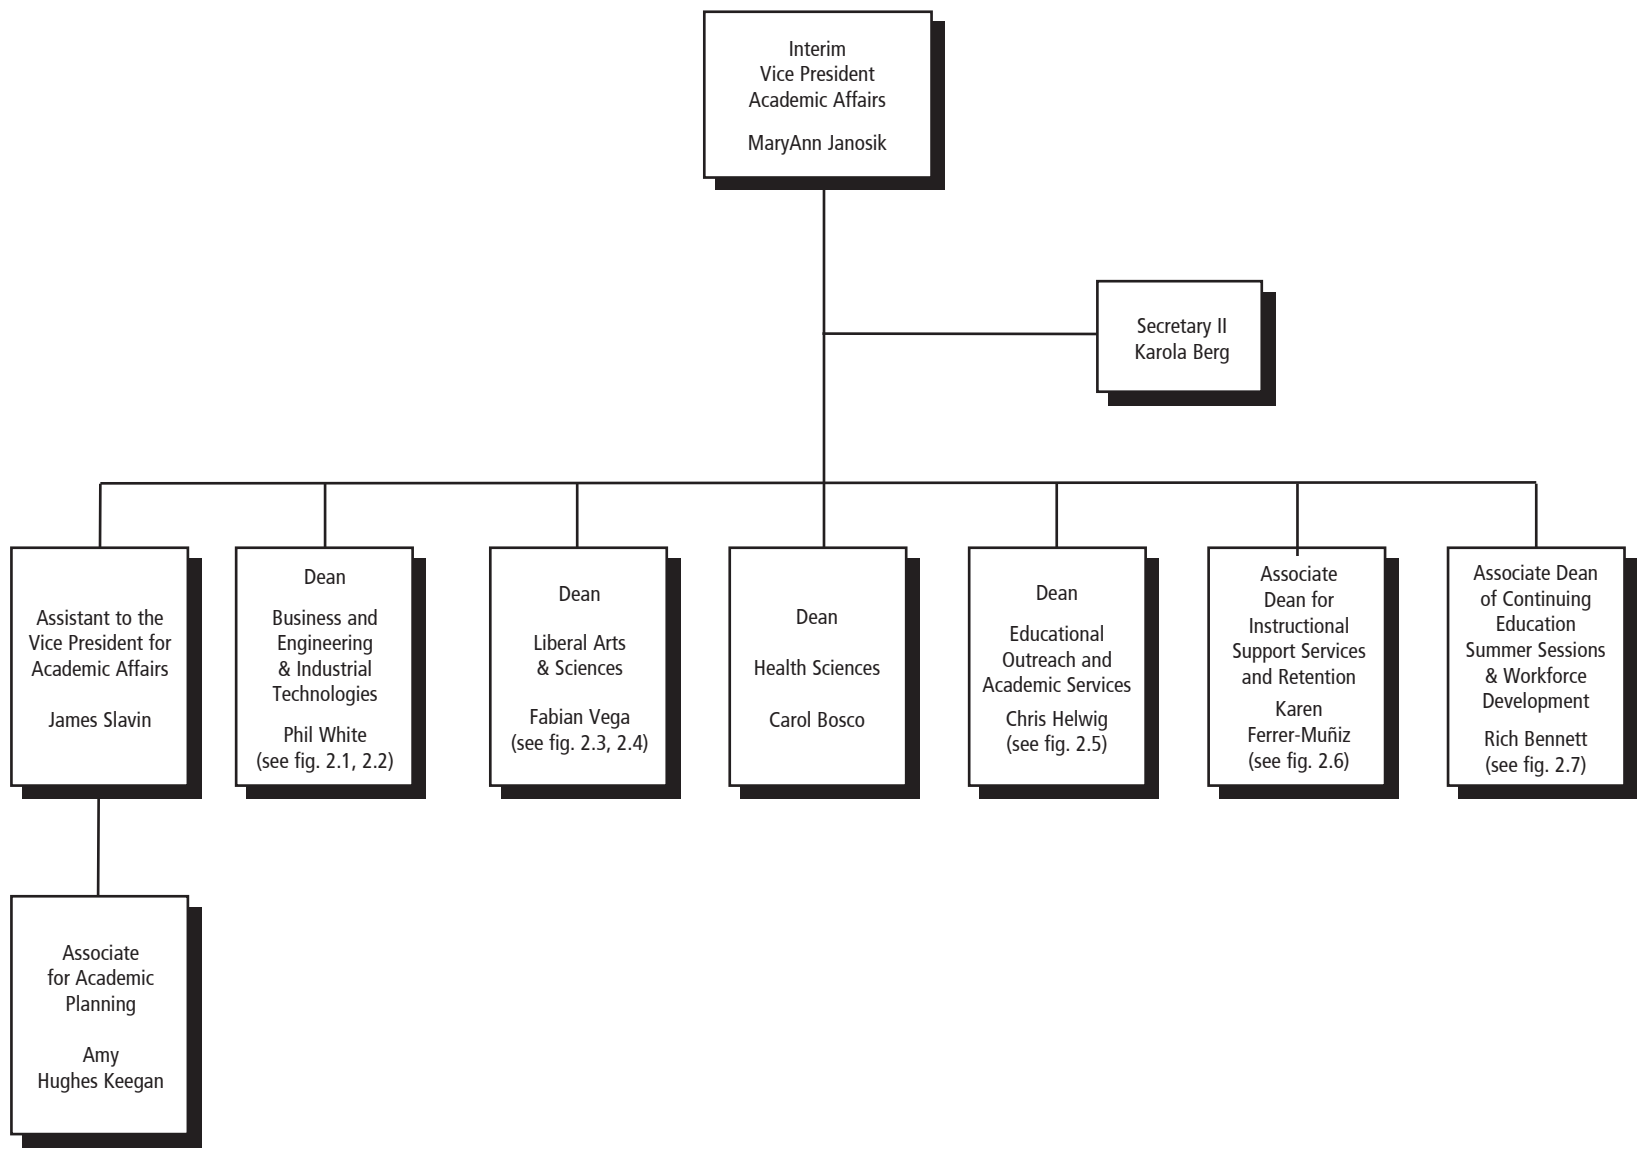 Interim
Vice President
Academic Affairs
MaryAnn Janosik
Secretary II
Karola Berg
Assistant to the
Vice President for
Academic Affairs
James Slavin
Dean
Business and
Engineering
& Industrial
Technologies
Phil White
(see fig. 2.1, 2.2)
Dean
Liberal Arts
& Sciences
Fabian Vega
(see fig. 2.3, 2.4)
Dean
Health Sciences
Carol Bosco
Dean
Educational
Outreach and
Academic Services
Chris Helwig
(see fig. 2.5)
Associate
Dean for
Instructional
Support Services
and Retention
Karen
Ferrer-Muñiz
(see fig. 2.6)
Associate Dean
of Continuing
Education
Summer Sessions
& Workforce
Development
Rich Bennett
(see fig. 2.7)
Associate
for Academic
Planning
Amy
Hughes Keegan